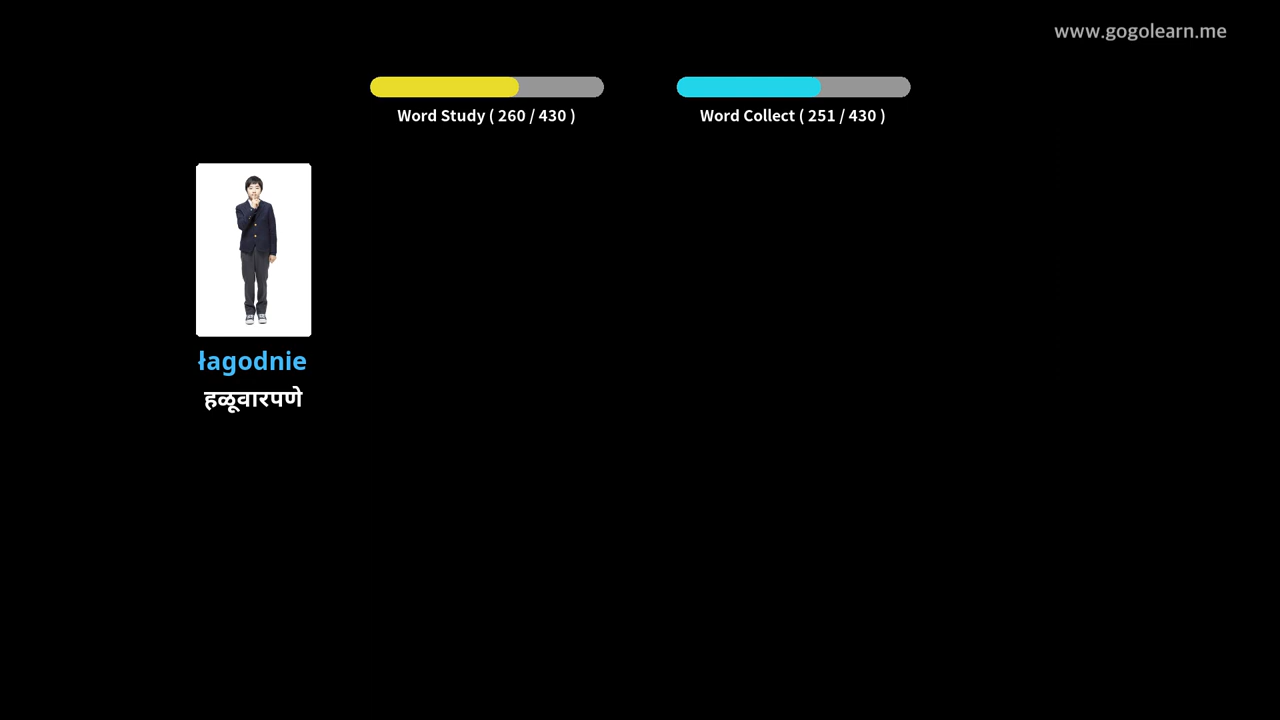 www.gogolearn.me
Word Study ( 260 / 430 )
Word Collect ( 251 / 430 )
łagodnie
हळूवारपणे